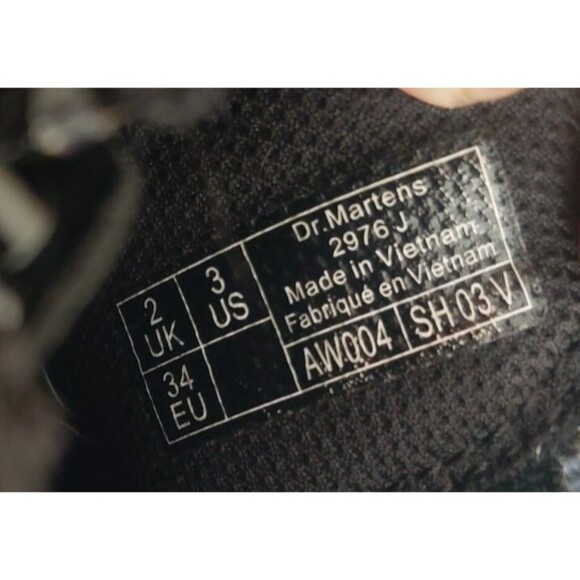 2 UK
3 US
34 EU
Dr.Martens
2976 J
Made in Vietnam
Fabriqué en Vietnam
AW004
SH 03 V